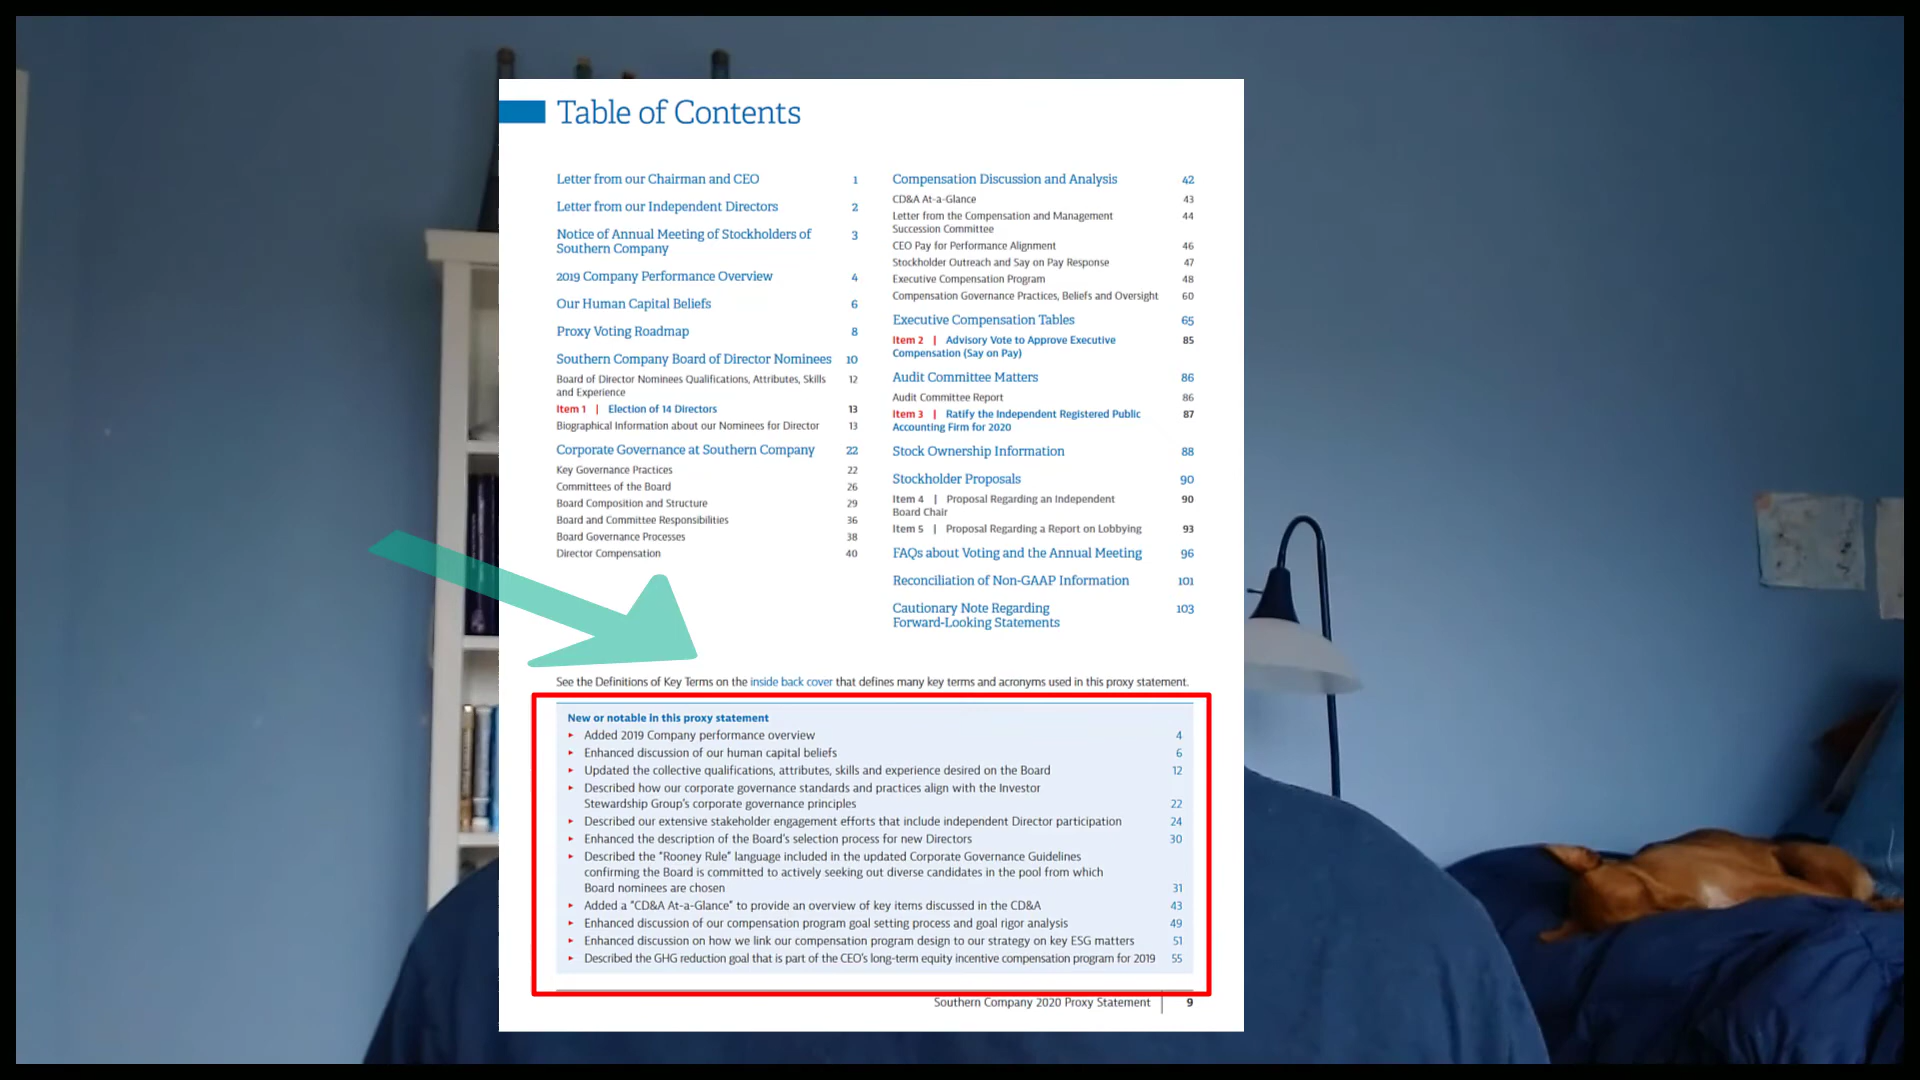 Table of Contents
Letter from our Chairman and CEO 1
Letter from our Independent Directors 2
Notice of Annual Meeting of Stockholders of 3
Southern Company
2019 Company Performance Overview 4
Our Human Capital Beliefs 6
Proxy Voting Roadmap 8
Southern Company Board of Director Nominees 10
Board of Director Nominees Qualifications, Attributes, Skills 12
and Experience
Item 1 | Election of 14 Directors 13
Biographical Information about our Nominees for Director 13
Corporate Governance at Southern Company 22
Key Governance Practices 22
Committees of the Board 26
Board Composition and Structure 29
Board and Committee Responsibilities 36
Board Governance Processes 38
Director Compensation 40
Compensation Discussion and Analysis 42
CD&A At-a-Glance 43
Letter from the Compensation and Management 44
Succession Committee
CEO Pay for Performance Alignment 46
Stockholder Outreach and Say on Pay Response 47
Executive Compensation Program 48
Compensation Governance Practices, Beliefs and Oversight 60
Executive Compensation Tables 65
Item 2 | Advisory Vote to Approve Executive 85
Compensation (Say on Pay)
Audit Committee Matters 86
Audit Committee Report 86
Item 3 | Ratify the Independent Registered Public 87
Accounting Firm for 2020
Stock Ownership Information 88
Stockholder Proposals 90
Item 4 | Proposal Regarding an Independent 90
Board Chair
Item 5 | Proposal Regarding a Report on Lobbying 93
FAQs about Voting and the Annual Meeting 96
Reconciliation of Non-GAAP Information 101
Cautionary Note Regarding 103
Forward-Looking Statements
See the Definitions of Key Terms on the inside back cover that defines many key terms and acronyms used in this proxy statement.
New or notable in this proxy statement
▸ Added 2019 Company performance overview 4
▸ Enhanced discussion of our human capital beliefs 6
▸ Updated the collective qualifications, attributes, skills and experience desired on the Board 12
▸ Described how our corporate governance standards and practices align with the Investor
Stewardship Group's corporate governance principles 22
▸ Described our extensive stakeholder engagement efforts that include independent Director participation 24
▸ Enhanced the description of the Board's selection process for new Directors 30
▸ Described the "Rooney Rule" language included in the updated Corporate Governance Guidelines
confirming the Board is committed to actively seeking out diverse candidates in the pool from which
Board nominees are chosen 31
▸ Added a "CD&A At-a-Glance" to provide an overview of key items discussed in the CD&A 43
▸ Enhanced discussion of our compensation program goal setting process and goal rigor analysis 49
▸ Enhanced discussion on how we link our compensation program design to our strategy on key ESG matters 51
▸ Described the GHG reduction goal that is part of the CEO's long-term equity incentive compensation program for 2019 55
Southern Company 2020 Proxy Statement | 9